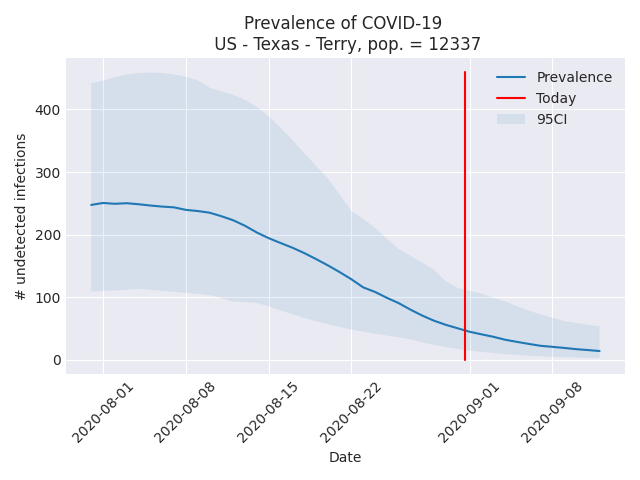 Prevalence of COVID-19
US - Texas - Terry, pop. = 12337
Prevalence
Today
95CI
# undetected infections
400
300
200
100
0
2020-08-01
2020-08-08
2020-08-15
2020-08-22
2020-09-01
2020-09-08
Date